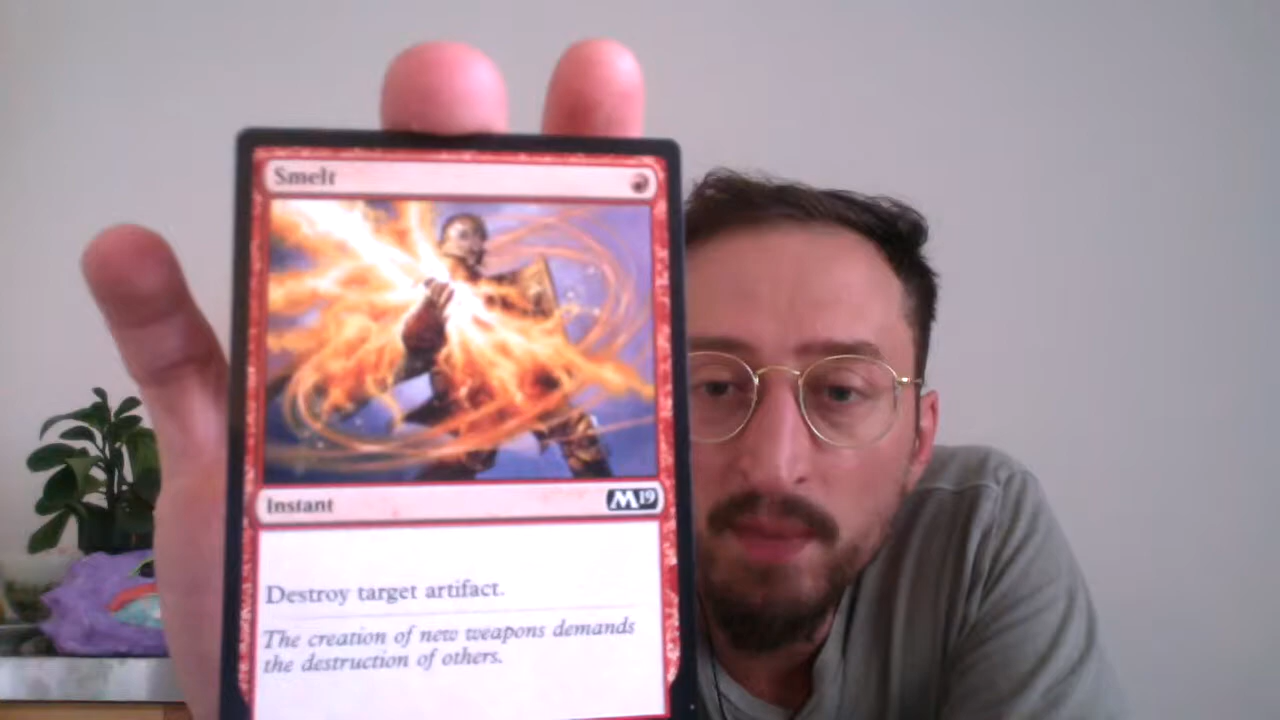 Smelt
Instant
M19
Destroy target artifact.
The creation of new weapons demands
the destruction of others.